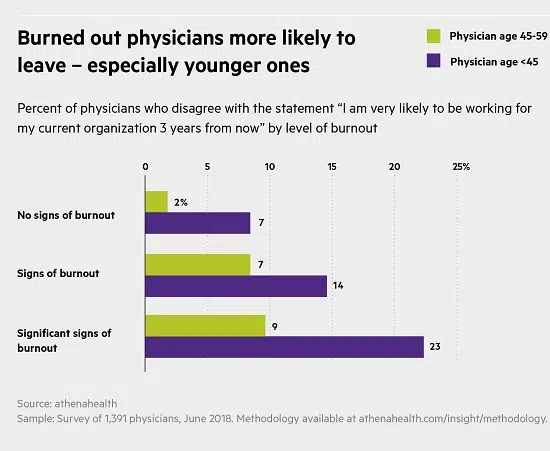 Burned out physicians more likely to
leave – especially younger ones
Physician age 45-59
Physician age <45
Percent of physicians who disagree with the statement “I am very likely to be working for
my current organization 3 years from now” by level of burnout
0 5 10 15 20 25%
No signs of burnout
2%
7
Signs of burnout
7
14
Significant signs of
burnout
9
23
Source: athenahealth
Sample: Survey of 1,391 physicians, June 2018. Methodology available at athenahealth.com/insight/methodology.